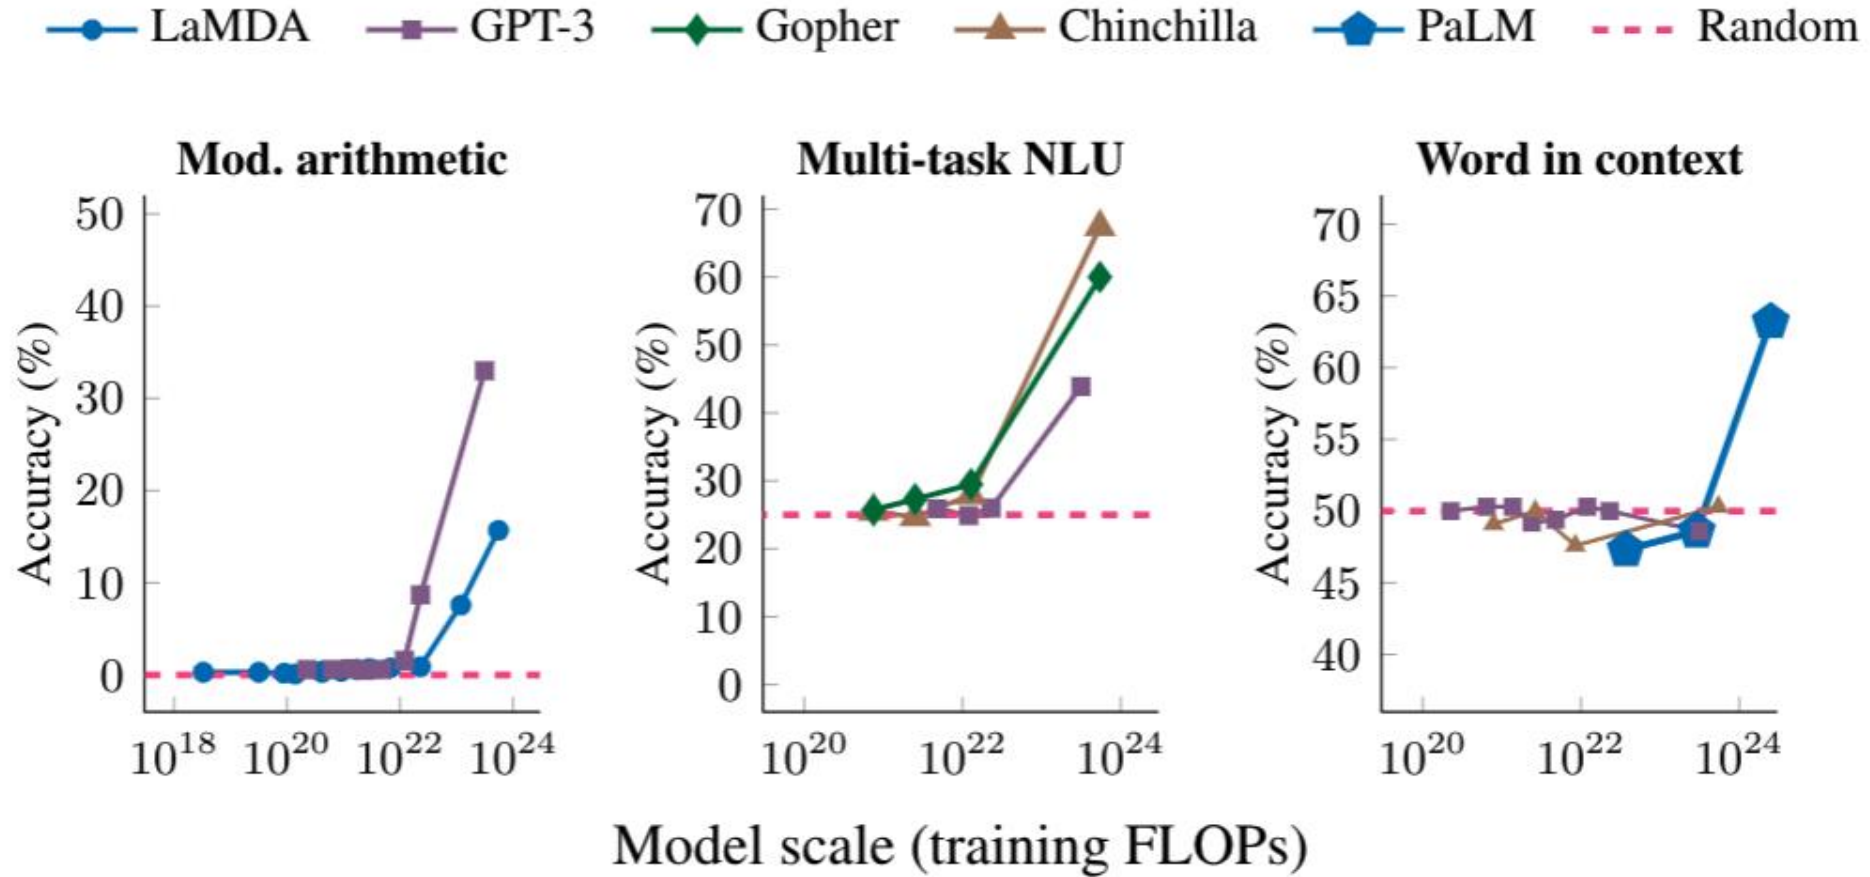 LaMDA GPT-3 Gopher Chinchilla PaLM Random
Mod. arithmetic
Accuracy (%)
50
40
30
20
10
0
10^18 10^20 10^22 10^24
Multi-task NLU
Accuracy (%)
70
60
50
40
30
20
10
0
10^20 10^22 10^24
Word in context
Accuracy (%)
70
65
60
55
50
45
40
10^20 10^22 10^24
Model scale (training FLOPs)